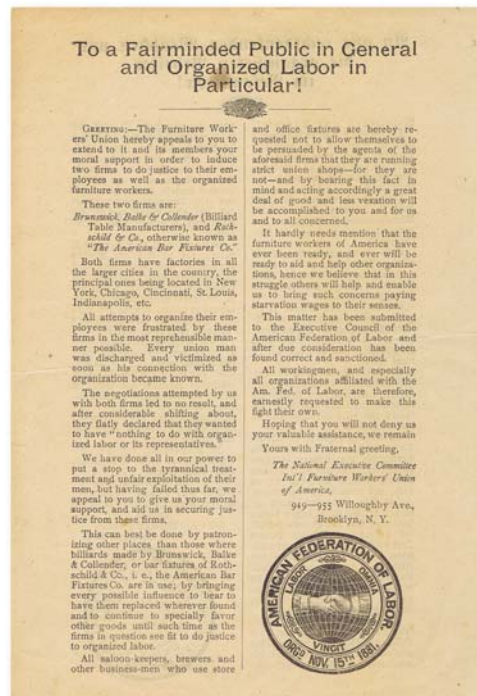 To a Fairminded Public in General
and Organized Labor in
Particular!
GREETING:—The Furniture Work-
ers' Union hereby appeals to you to
extend to it and its members your
moral support in order to induce
two firms to do justice to their em-
ployees as well as the organized
furniture workers.
These two firms are:
Brunswick, Balke & Collender (Billiard
Table Manufacturers), and Roth-
schild & Co., otherwise known as
"The American Bar Fixtures Co."
Both firms have factories in all
the larger cities in the country, the
principal ones being located in New
York, Chicago, Cincinnati, St. Louis,
Indianapolis, etc.
All attempts to organize their em-
ployees were frustrated by these
firms in the most reprehensible man-
ner possible. Every union man
was discharged and victimized as
soon as his connection with the
organization became known.
The negotiations attempted by us
with both firms led to no result, and
after considerable shifting about,
they flatly declared that they wanted
to have "nothing to do with organ-
ized labor or its representatives."
We have done all in our power to
put a stop to the tyrannical treat-
ment and unfair exploitation of their
men, but having failed thus far, we
appeal to you to give us your moral
support, and aid us in securing jus-
tice from these firms.
This can best be done by patron-
izing other places than those where
billiards made by Brunswick, Balke
& Collender, or bar fixtures of Roth-
schild & Co., i. e., the American Bar
Fixtures Co. are in use; by bringing
every possible influence to bear to
have them replaced wherever found
and to continue to specially favor
other goods until such time as the
firms in question see fit to do justice
to organized labor.
All saloon-keepers, brewers and
other business-men who use store
and office fixtures are hereby re-
quested not to allow themselves to
be persuaded by the agents of the
aforesaid firms that they are running
strict union shops—for they are
not—and by bearing this fact in
mind and acting accordingly a great
deal of good and less vexation will
be accomplished to you and for us
and to all concerned.
It hardly needs mention that the
furniture workers of America have
ever been ready, and ever will be
ready to aid and help other organiza-
tions, hence we believe that in this
struggle others will help and enable
us to bring such concerns paying
starvation wages to their senses.
This matter has been submitted
to the Executive Council of the
American Federation of Labor and
after due consideration has been
found correct and sanctioned.
All workingmen, and especially
all organizations affiliated with the
Am. Fed. of Labor, are, therefore,
earnestly requested to make this
fight their own.
Hoping that you will not deny us
your valuable assistance, we remain
Yours with Fraternal greeting,
The National Executive Committee
Int'l Furniture Workers' Union
of America,
949—955 Willoughby Ave.,
Brooklyn, N. Y.
AMERICAN FEDERATION OF LABOR.
LABOR OMNIA
VINCIT
ORGD NOV. 15TH 1881.